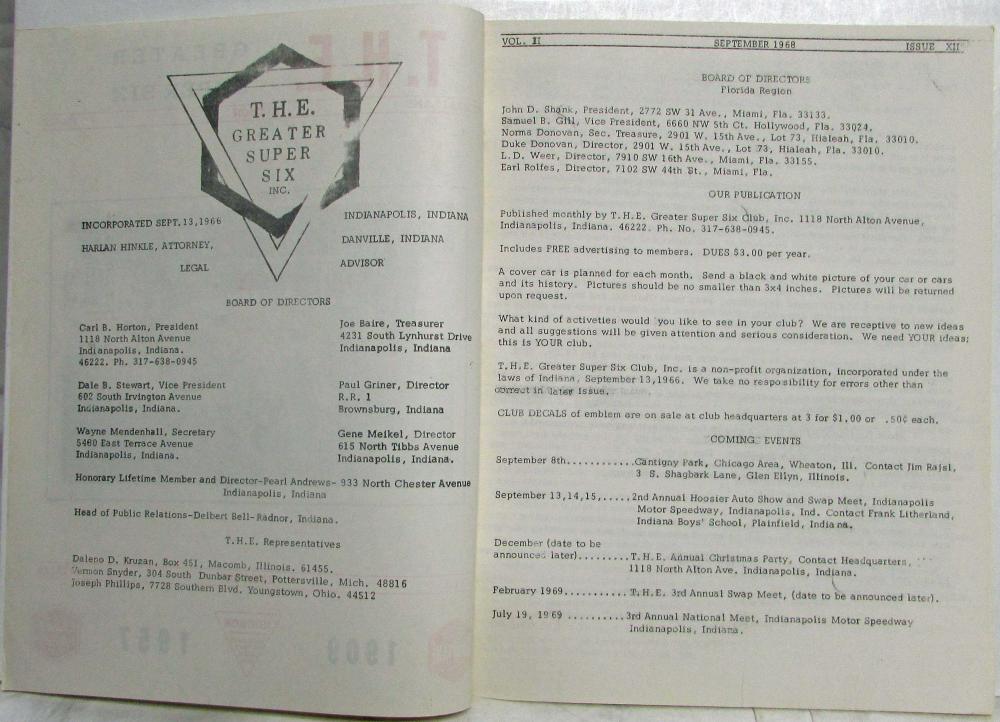 T.H.E.
GREATER
SUPER
SIX
INC.
INCORPORATED SEPT.13,1966 INDIANAPOLIS, INDIANA
HARLAN HINKLE, ATTORNEY, DANVILLE, INDIANA
LEGAL ADVISOR
BOARD OF DIRECTORS
Carl B. Horton, President
1118 North Alton Avenue
Indianapolis, Indiana.
46222. Ph. 317-638-0945
Joe Baire, Treasurer
4231 South Lynhurst Drive
Indianapolis, Indiana
Dale B. Stewart, Vice President
602 South Irvington Avenue
Indianapolis, Indiana.
Paul Griner, Director
R.R. 1
Brownsburg, Indiana
Wayne Mendenhall, Secretary
5460 East Terrace Avenue
Indianapolis, Indiana.
Gene Meikel, Director
615 North Tibbs Avenue
Indianapolis, Indiana.
Honorary Lifetime Member and Director-Pearl Andrews- 933 North Chester Avenue
Indianapolis, Indiana
Head of Public Relations-Delbert Bell-Radnor, Indiana.
T.H.E. Representatives
Daleno D. Kruzan, Box 451, Macomb, Illinois. 61455.
Vernon Snyder, 304 South Dunbar Street, Pottersville, Mich. 48816
Joseph Phillips, 7728 Southern Blvd. Youngstown, Ohio. 44512
VOL. II SEPTEMBER 1968 ISSUE XII
BOARD OF DIRECTORS
Florida Region
John D. Shank, President, 2772 SW 31 Ave., Miami, Fla. 33133.
Samuel B. Gill, Vice President, 6660 NW 5th Ct. Hollywood, Fla. 33024.
Norma Donovan, Sec. Treasure, 2901 W. 15th Ave., Lot 73, Hialeah, Fla. 33010.
Duke Donovan, Director, 2901 W. 15th Ave., Lot 73, Hialeah, Fla. 33010.
L.D. Weer, Director, 7910 SW 16th Ave., Miami, Fla. 33155.
Earl Rolfes, Director, 7102 SW 44th St., Miami, Fla.
OUR PUBLICATION
Published monthly by T.H.E. Greater Super Six Club, Inc. 1118 North Alton Avenue,
Indianapolis, Indiana. 46222. Ph. No. 317-638-0945.
Includes FREE advertising to members. DUES $3.00 per year.
A cover car is planned for each month. Send a black and white picture of your car or cars
and its history. Pictures should be no smaller than 3x4 inches. Pictures will be returned
upon request.
What kind of activeties would you like to see in your club? We are receptive to new ideas
and all suggestions will be given attention and serious consideration. We need YOUR ideas;
this is YOUR club.
T.H.E. Greater Super Six Club, Inc. is a non-profit organization, incorporated under the
laws of Indiana, September 13,1966. We take no resposibility for errors other than
correct in later issue.
CLUB DECALS of emblem are on sale at club headquarters at 3 for $1.00 or .50¢ each.
COMING EVENTS
September 8th............Cantigny Park, Chicago Area, Wheaton, Ill. Contact Jim Rajsl,
3 S. Shagbark Lane, Glen Ellyn, Illinois.
September 13,14,15,.....2nd Annual Hoosier Auto Show and Swap Meet, Indianapolis
Motor Speedway, Indianapolis, Ind. Contact Frank Litherland,
Indiana Boys' School, Plainfield, Indiana.
December (date to be
announced later).........T.H.E. Annual Christmas Party, Contact Headquarters,
1118 North Alton Ave. Indianapolis, Indiana.
February 1969...........T.H.E. 3rd Annual Swap Meet, (date to be announced later).
July 19, 1969 ..........3rd Annual National Meet, Indianapolis Motor Speedway
Indianapolis, Indiana.